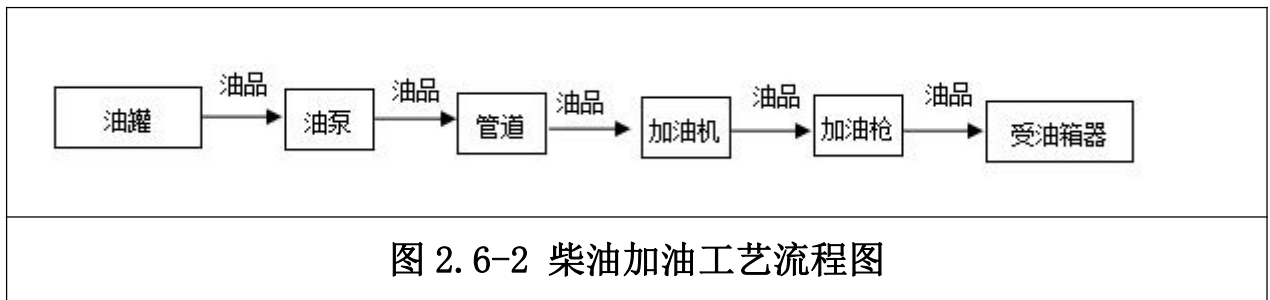 油品 油品 油品 油品 油品
油罐 油泵 管道 加油机 加油枪 受油箱器
图 2.6-2 柴油加油工艺流程图